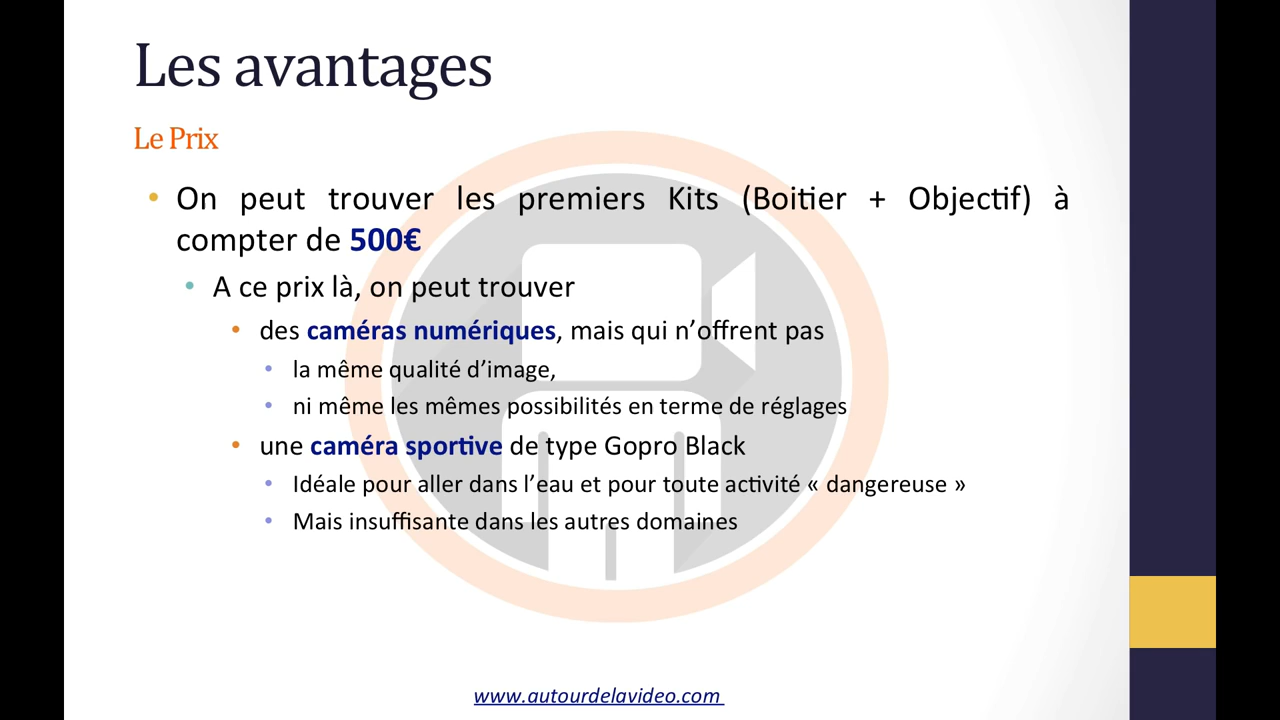 Les avantages
Le Prix
• On peut trouver les premiers Kits (Boitier + Objectif) à
compter de 500€
• A ce prix là, on peut trouver
• des caméras numériques, mais qui n’offrent pas
• la même qualité d’image,
• ni même les mêmes possibilités en terme de réglages
• une caméra sportive de type Gopro Black
• Idéale pour aller dans l’eau et pour toute activité « dangereuse »
• Mais insuffisante dans les autres domaines
www.autourdelavideo.com